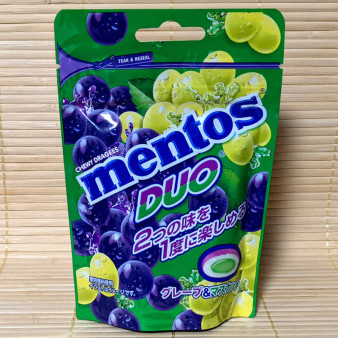 TEAR & RESEAL
CHEWY DRAGEES
mentos
DUO
2つの味を
1度に楽しめる
グレープ&マスカット